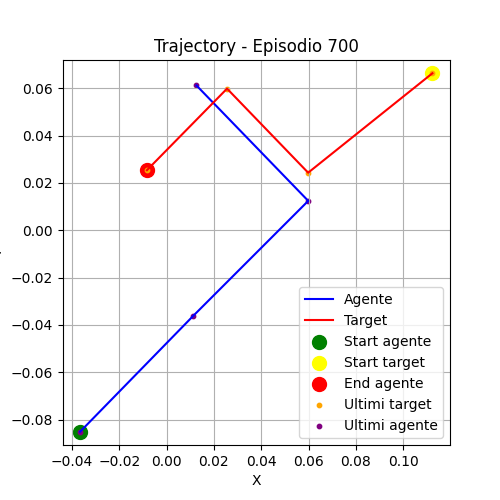 Trajectory - Episodio 700
0.06
0.04
0.02
0.00
−0.02
−0.04
−0.06
−0.08
−0.04 −0.02 0.00 0.02 0.04 0.06 0.08 0.10
X
Agente
Target
Start agente
Start target
End agente
Ultimi target
Ultimi agente